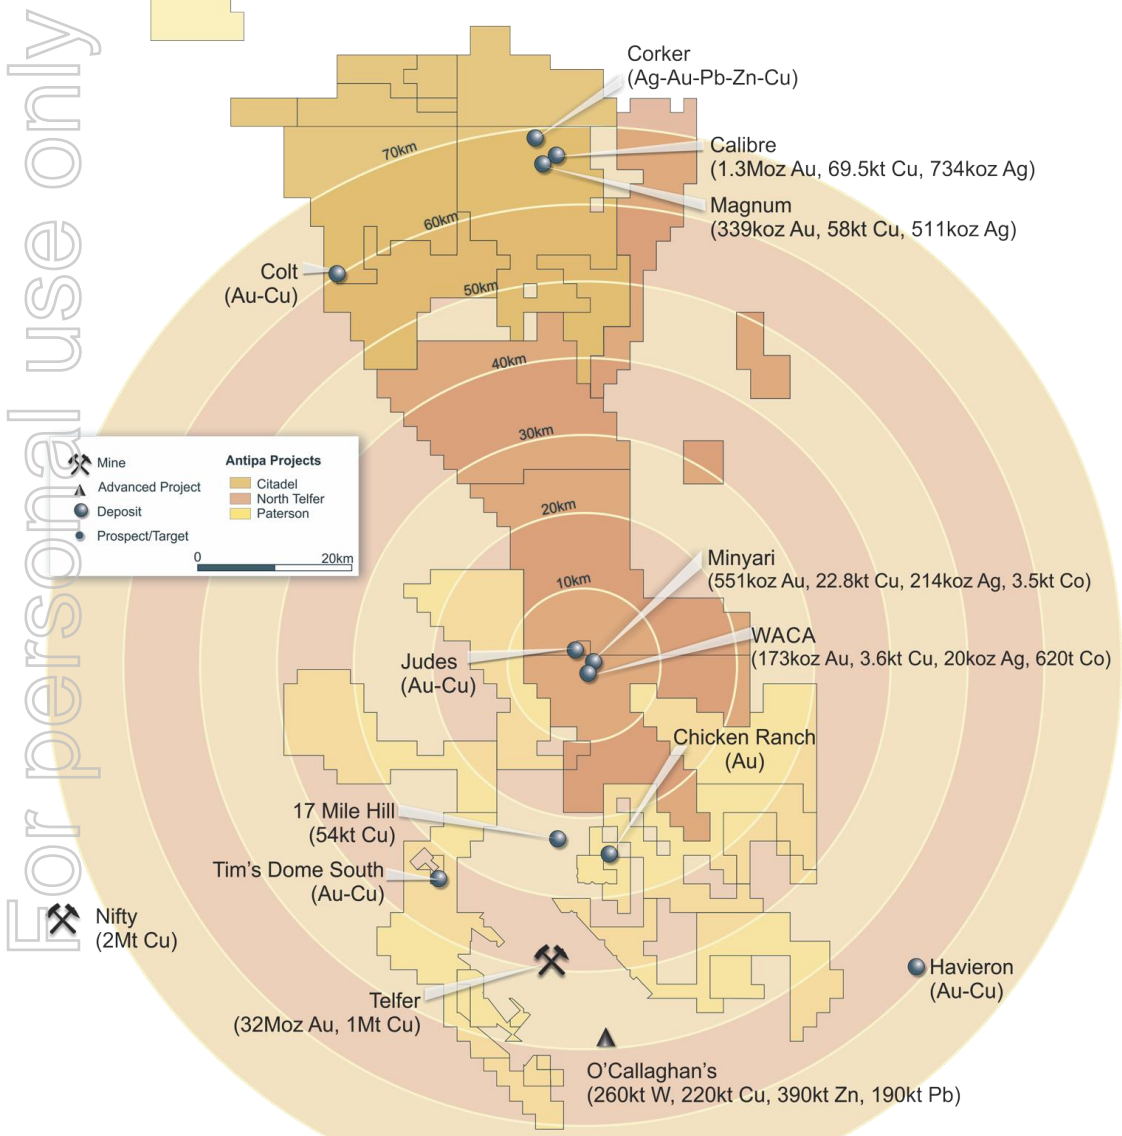 For personal use only
Corker
(Ag-Au-Pb-Zn-Cu)
Calibre
(1.3Moz Au, 69.5kt Cu, 734koz Ag)
Magnum
(339koz Au, 58kt Cu, 511koz Ag)
70km
60km
Colt
(Au-Cu)
50km
40km
30km
20km
10km
Mine
Advanced Project
Deposit
Prospect/Target
Antipa Projects
Citadel
North Telfer
Paterson
0 20km
Minyari
(551koz Au, 22.8kt Cu, 214koz Ag, 3.5kt Co)
WACA
(173koz Au, 3.6kt Cu, 20koz Ag, 620t Co)
Judes
(Au-Cu)
Chicken Ranch
(Au)
17 Mile Hill
(54kt Cu)
Tim's Dome South
(Au-Cu)
Nifty
(2Mt Cu)
Havieron
(Au-Cu)
Telfer
(32Moz Au, 1Mt Cu)
O'Callaghan's
(260kt W, 220kt Cu, 390kt Zn, 190kt Pb)